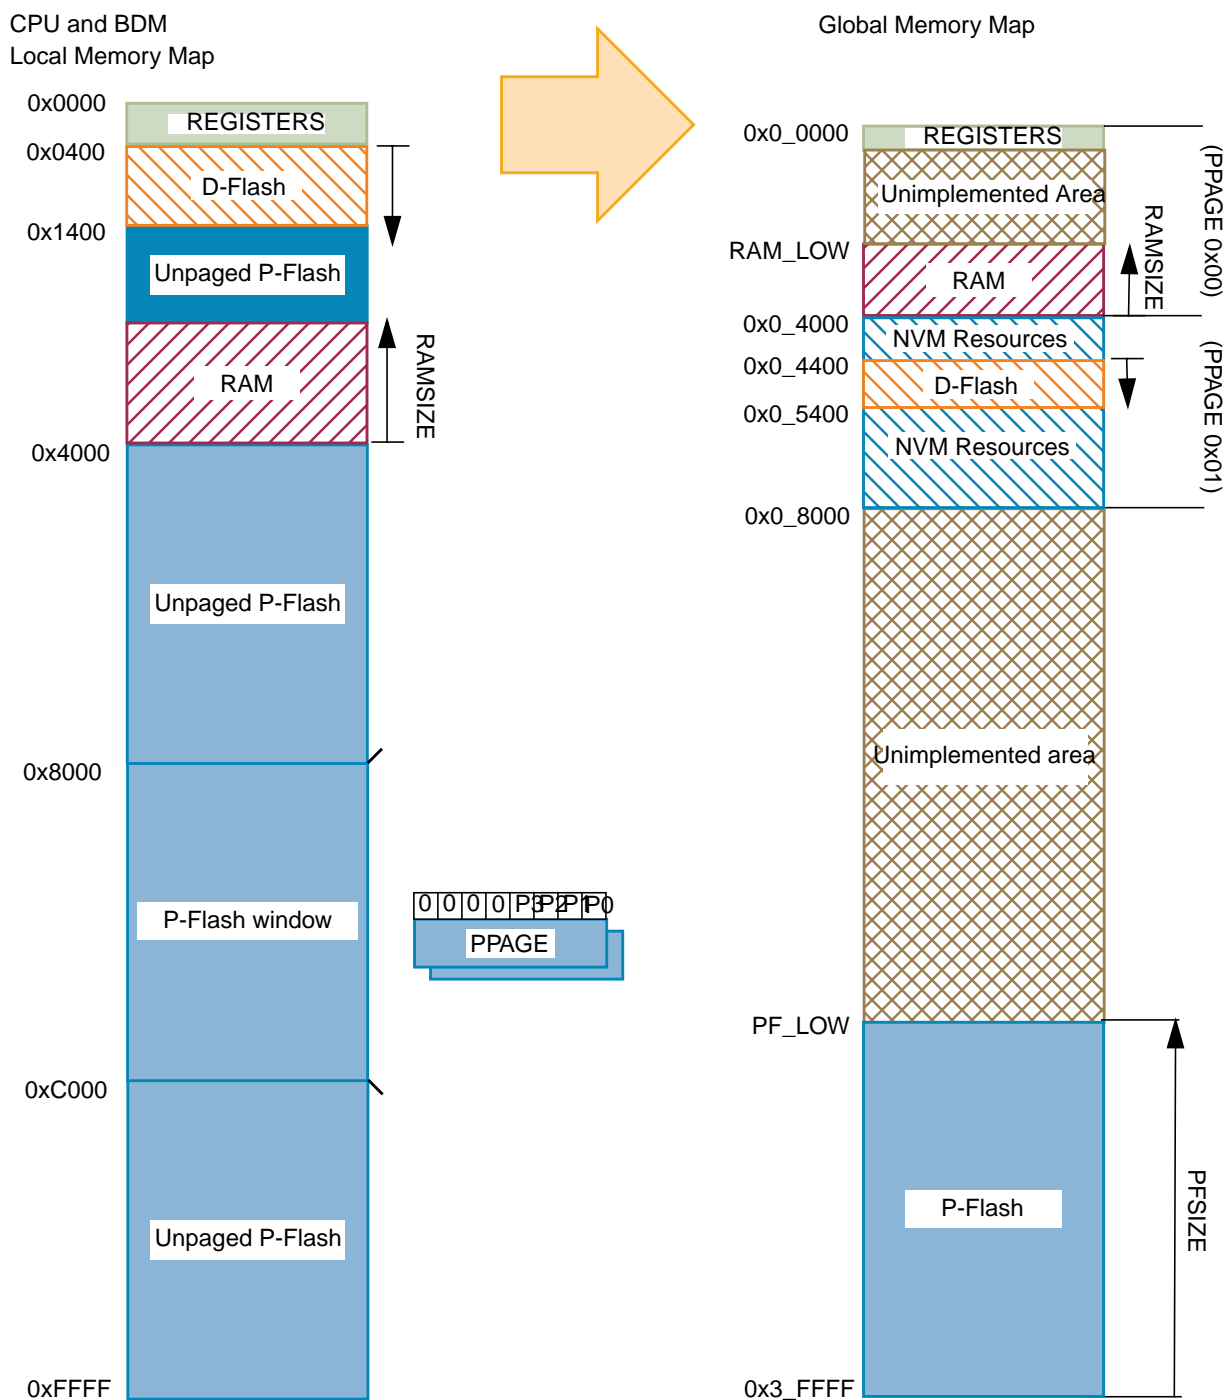 CPU and BDM
Local Memory Map
0x0000
REGISTERS
0x0400
D-Flash
0x1400
Unpaged P-Flash
RAM
RAMSIZE
0x4000
Unpaged P-Flash
0x8000
P-Flash window
0 0 0 0 P3 P2 P1 P0
PPAGE
0xC000
Unpaged P-Flash
0xFFFF
Global Memory Map
0x0_0000
REGISTERS
Unimplemented Area
(PPAGE 0x00)
RAM_LOW
RAM
RAMSIZE
0x0_4000
NVM Resources
0x0_4400
D-Flash
0x0_5400
NVM Resources
(PPAGE 0x01)
0x0_8000
Unimplemented area
PF_LOW
P-Flash
PFSIZE
0x3_FFFF